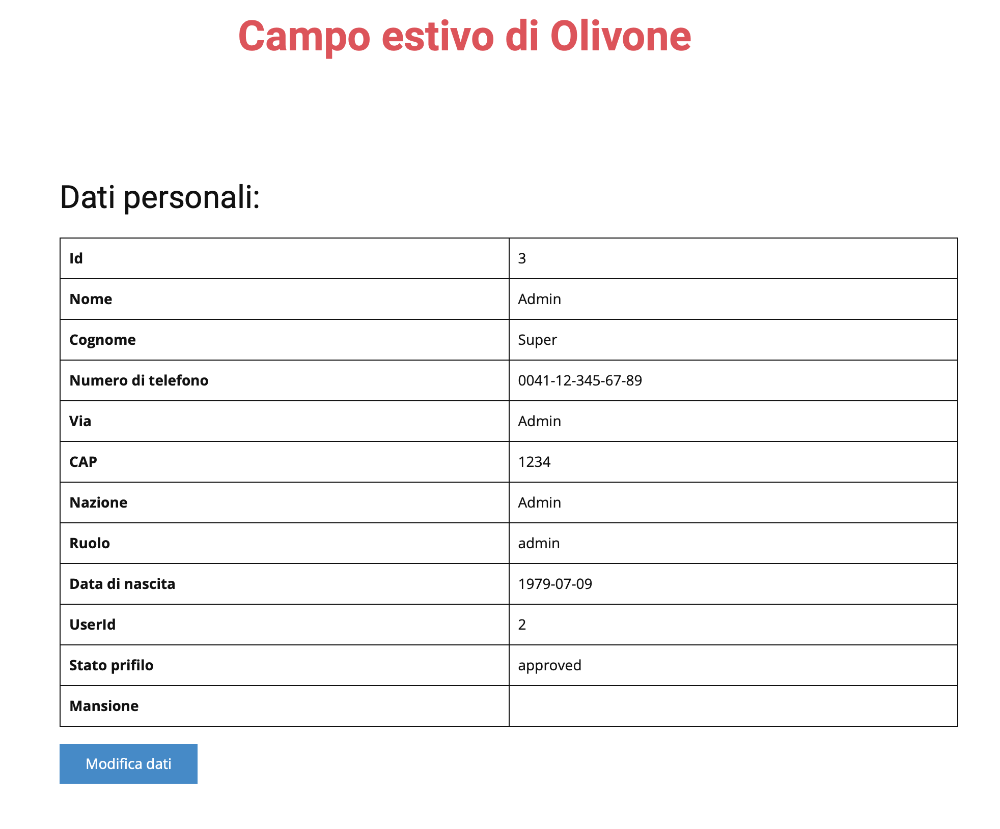 Campo estivo di Olivone
Dati personali:
Id 3
Nome Admin
Cognome Super
Numero di telefono 0041-12-345-67-89
Via Admin
CAP 1234
Nazione Admin
Ruolo admin
Data di nascita 1979-07-09
UserId 2
Stato prifilo approved
Mansione
Modifica dati